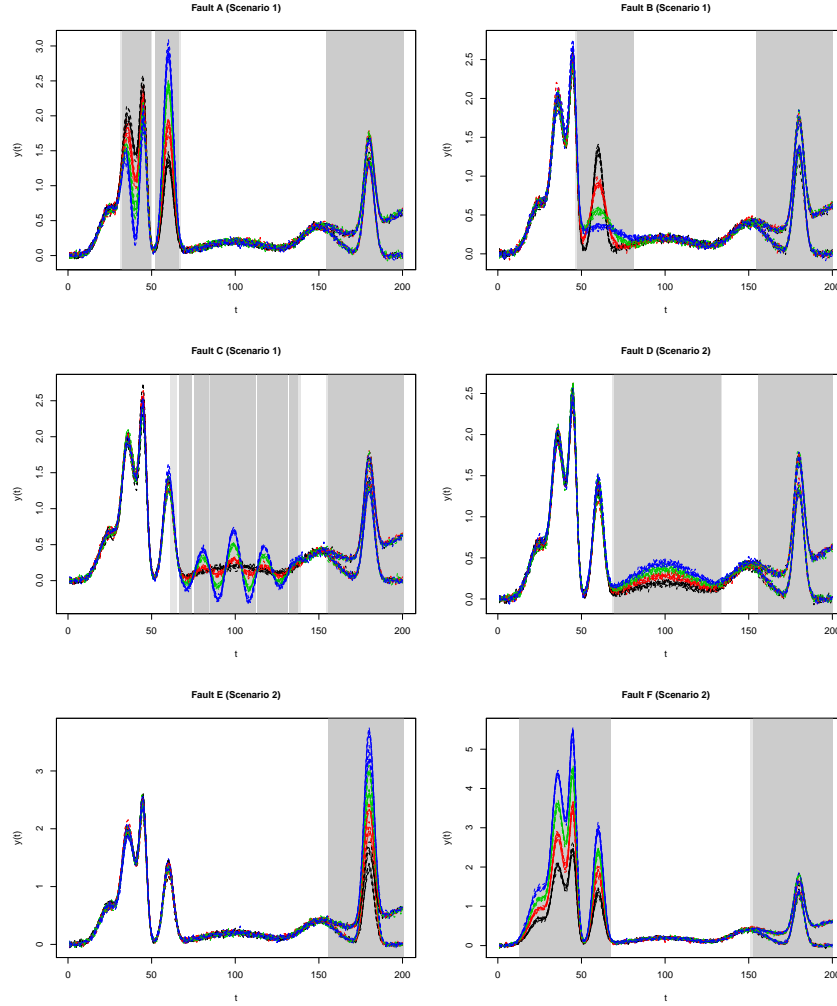 Fault A (Scenario 1)
y(t)
0.0 0.5 1.0 1.5 2.0 2.5 3.0
0 50 100 150 200
t
Fault B (Scenario 1)
y(t)
0.0 0.5 1.0 1.5 2.0 2.5
0 50 100 150 200
t
Fault C (Scenario 1)
y(t)
0.0 0.5 1.0 1.5 2.0 2.5
0 50 100 150 200
t
Fault D (Scenario 2)
y(t)
0.0 0.5 1.0 1.5 2.0 2.5
0 50 100 150 200
t
Fault E (Scenario 2)
y(t)
0 1 2 3
0 50 100 150 200
t
Fault F (Scenario 2)
y(t)
0 1 2 3 4 5
0 50 100 150 200
t